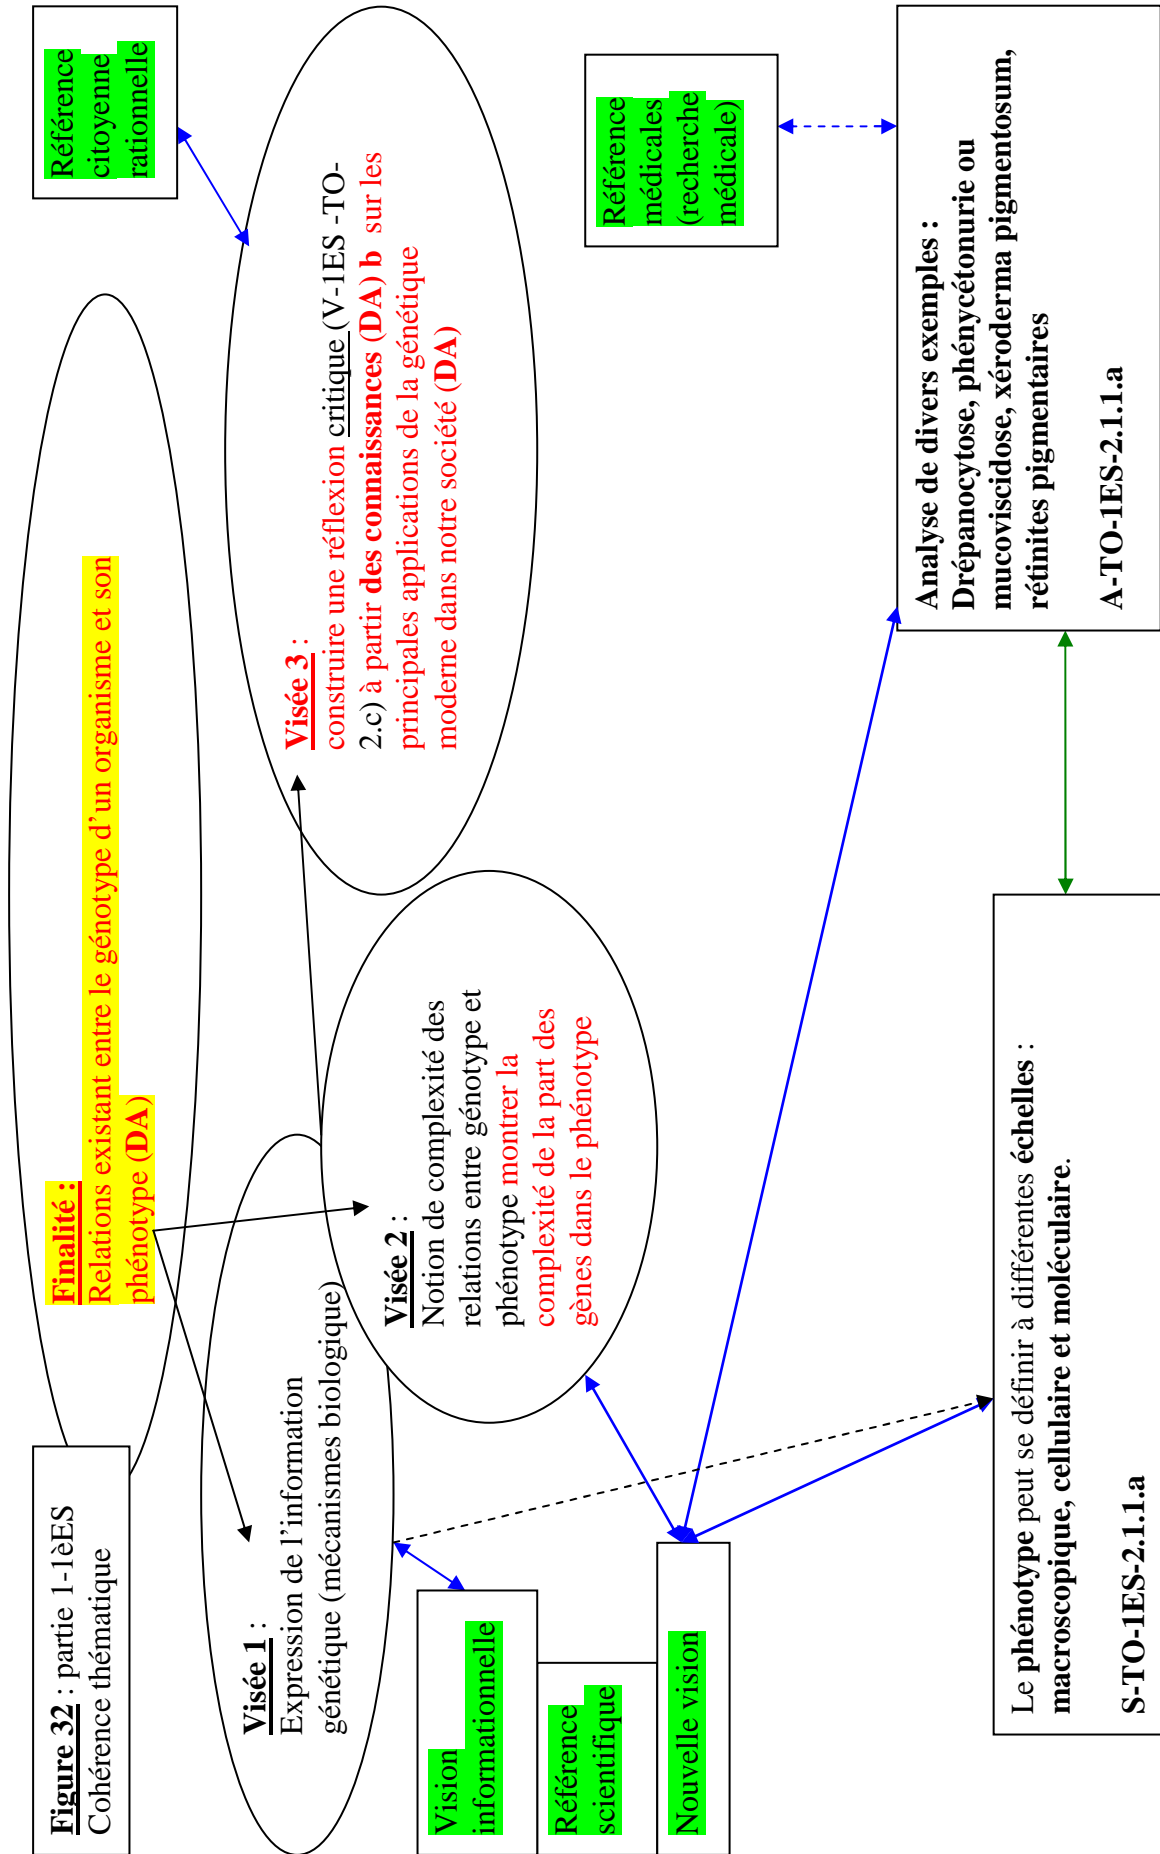 Figure 32 : partie 1-1èES
Cohérence thématique
Finalité :
Relations existant entre le génotype d'un organisme et son
phénotype (DA)
Référence
citoyenne
rationnelle
Visée 1 :
Expression de l'information
génétique (mécanismes biologique)
Visée 2 :
Notion de complexité des
relations entre génotype et
phénotype montrer la
complexité de la part des
gènes dans le phénotype
Visée 3 :
construire une réflexion critique (V-1ES -TO-
2.c) à partir des connaissances (DA) b sur les
principales applications de la génétique
moderne dans notre société (DA)
Vision
informationnelle
Référence
scientifique
Nouvelle vision
Référence
médicales
(recherche
médicale)
Le phénotype peut se définir à différentes échelles :
macroscopique, cellulaire et moléculaire.
S-TO-1ES-2.1.1.a
Analyse de divers exemples :
Drépanocytose, phénycétonurie ou
mucoviscidose, xéroderma pigmentosum,
rétinites pigmentaires
A-TO-1ES-2.1.1.a